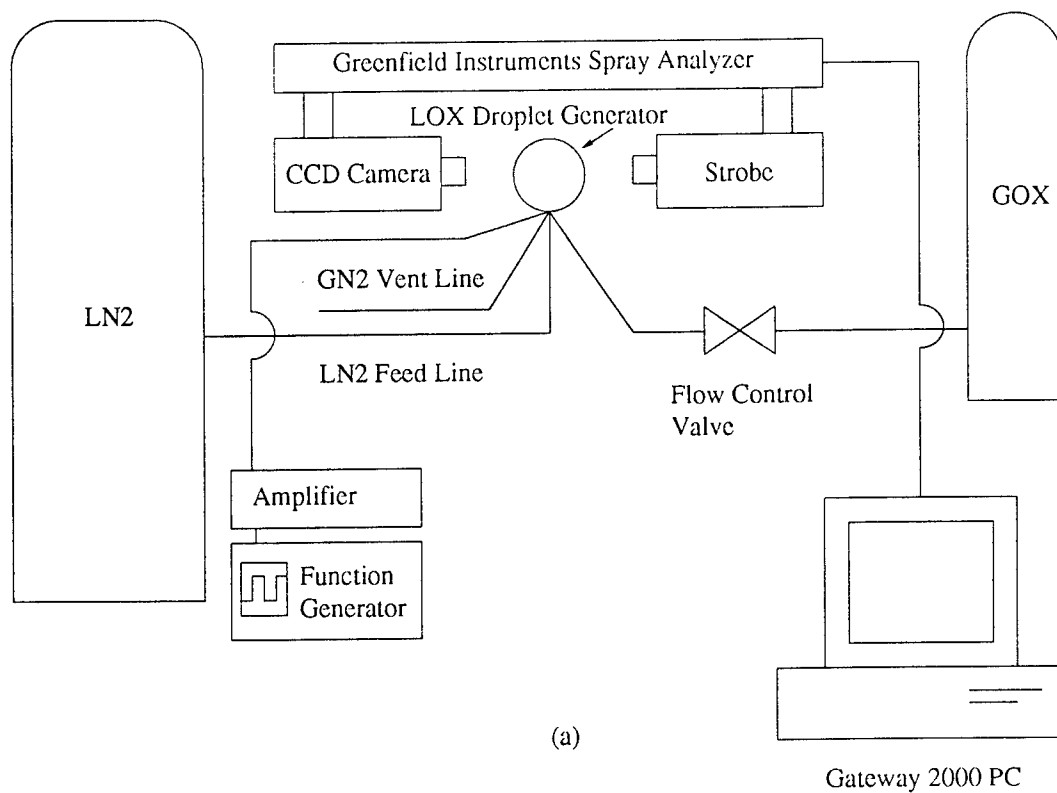 Greenfield Instruments Spray Analyzer
LOX Droplet Generator
CCD Camera
Strobe
GOX
LN2
GN2 Vent Line
LN2 Feed Line
Flow Control
Valve
Amplifier
Function
Generator
(a)
Gateway 2000 PC